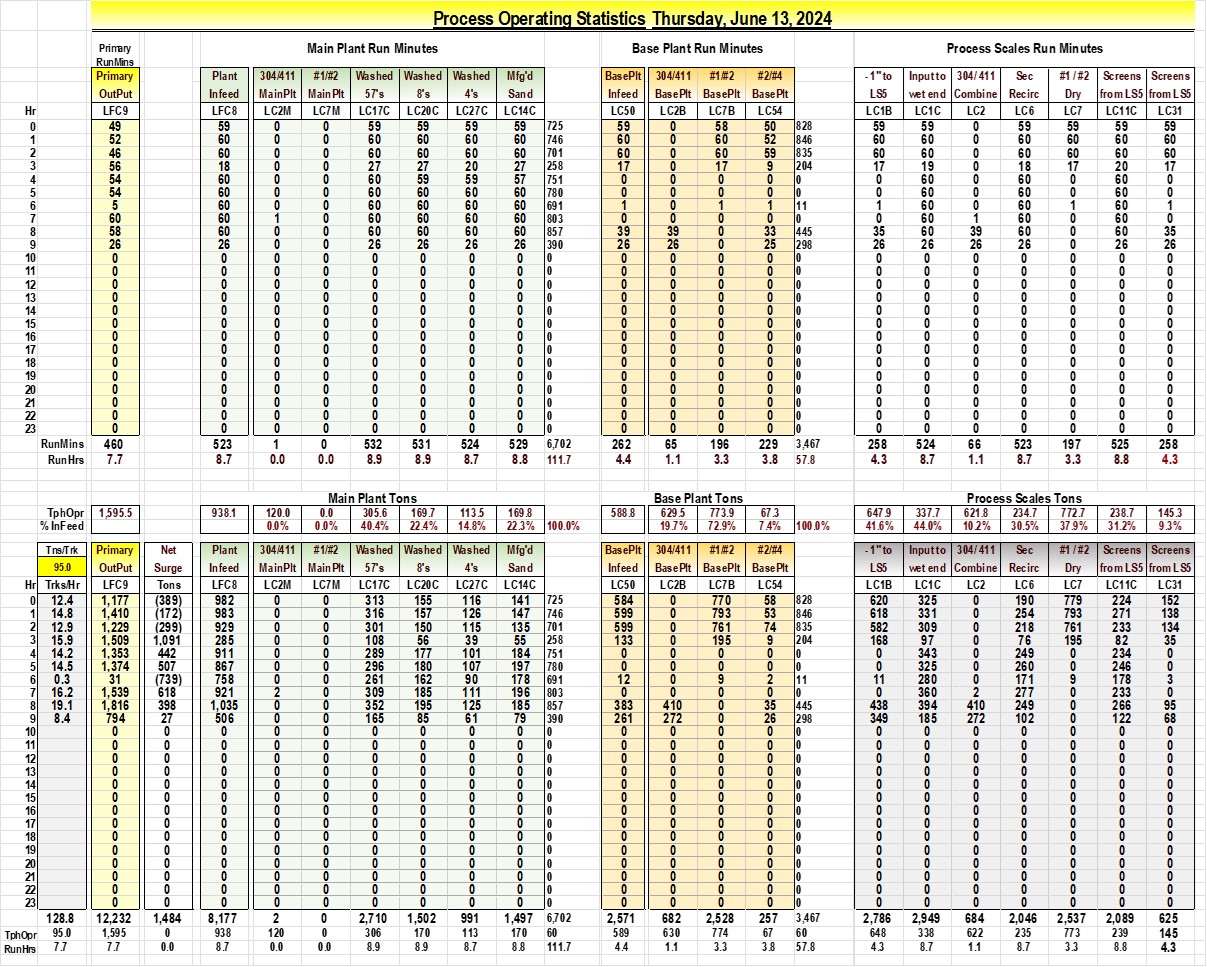 Process Operating Statistics Thursday, June 13, 2024
Primary RunMins Main Plant Run Minutes Base Plant Run Minutes Process Scales Run Minutes
Primary Plant 304/411 #1/#2 Washed Washed Washed Mfg'd BasePlt 304/411 #1/#2 #2/#4 -1" to Input to 304/411 Sec #1/#2 Screens Screens
OutPut Infeed MainPlt MainPlt 57's 8's 4's Sand Infeed BasePlt BasePlt BasePlt LS5 wet end Combine Recirc Dry from LS5 from LS5
Hr LFC9 LFC8 LC2M LC7M LC17C LC20C LC27C LC14C LC50 LC2B LC7B LC54 LC1B LC1C LC2 LC6 LC7 LC11C LC31
0 49 59 0 0 59 59 59 59 725 59 0 58 50 828 59 59 0 59 59 59 59
1 52 60 0 0 60 60 60 60 746 60 0 60 52 846 60 60 0 60 60 60 60
2 46 60 0 0 60 60 60 60 701 60 0 60 59 835 60 60 0 60 60 60 60
3 56 18 0 0 27 27 20 27 258 17 0 17 9 204 17 19 0 18 17 20 17
4 54 60 0 0 60 59 59 57 751 0 0 0 0 0 0 60 0 60 0 60 0
5 54 60 0 0 60 60 60 60 780 0 0 0 0 0 0 60 0 60 0 60 0
6 5 60 0 0 60 60 60 60 691 1 0 1 1 11 1 60 0 60 1 60 1
7 60 60 1 0 60 60 60 60 803 0 0 0 0 0 0 60 1 60 0 60 0
8 58 60 0 0 60 60 60 60 857 39 39 0 33 445 35 60 39 60 0 60 35
9 26 26 0 0 26 26 26 26 390 26 26 0 25 298 26 26 26 26 0 26 26
10 0 0 0 0 0 0 0 0 0 0 0 0 0 0 0 0 0 0 0 0 0
11 0 0 0 0 0 0 0 0 0 0 0 0 0 0 0 0 0 0 0 0 0
12 0 0 0 0 0 0 0 0 0 0 0 0 0 0 0 0 0 0 0 0 0
13 0 0 0 0 0 0 0 0 0 0 0 0 0 0 0 0 0 0 0 0 0
14 0 0 0 0 0 0 0 0 0 0 0 0 0 0 0 0 0 0 0 0 0
15 0 0 0 0 0 0 0 0 0 0 0 0 0 0 0 0 0 0 0 0 0
16 0 0 0 0 0 0 0 0 0 0 0 0 0 0 0 0 0 0 0 0 0
17 0 0 0 0 0 0 0 0 0 0 0 0 0 0 0 0 0 0 0 0 0
18 0 0 0 0 0 0 0 0 0 0 0 0 0 0 0 0 0 0 0 0 0
19 0 0 0 0 0 0 0 0 0 0 0 0 0 0 0 0 0 0 0 0 0
20 0 0 0 0 0 0 0 0 0 0 0 0 0 0 0 0 0 0 0 0 0
21 0 0 0 0 0 0 0 0 0 0 0 0 0 0 0 0 0 0 0 0 0
22 0 0 0 0 0 0 0 0 0 0 0 0 0 0 0 0 0 0 0 0 0
23 0 0 0 0 0 0 0 0 0 0 0 0 0 0 0 0 0 0 0 0 0
RunMins 460 523 1 0 532 531 524 529 6,702 262 65 196 229 3,467 258 524 66 523 197 525 258
RunHrs 7.7 8.7 0.0 0.0 8.9 8.9 8.7 8.8 111.7 4.4 1.1 3.3 3.8 57.8 4.3 8.7 1.1 8.7 3.3 8.8 4.3
Main Plant Tons Base Plant Tons Process Scales Tons
TphOpr 1,595.5 938.1 120.0 0.0 305.6 169.7 113.5 169.8 588.8 629.5 773.9 67.3 647.9 337.7 621.8 234.7 772.7 238.7 145.3
% InFeed 0.0% 0.0% 40.4% 22.4% 14.8% 22.3% 100.0% 19.7% 72.9% 7.4% 100.0% 41.6% 44.0% 10.2% 30.5% 37.9% 31.2% 9.3%
Tns/Trk Primary Net Plant 304/411 #1/#2 Washed Washed Washed Mfg'd BasePlt 304/411 #1/#2 #2/#4 -1" to Input to 304/411 Sec #1/#2 Screens Screens
95.0 OutPut Surge Infeed MainPlt MainPlt 57's 8's 4's Sand Infeed BasePlt BasePlt BasePlt LS5 wet end Combine Recirc Dry from LS5 from LS5
Hr Trks/Hr LFC9 Tons LFC8 LC2M LC7M LC17C LC20C LC27C LC14C LC50 LC2B LC7B LC54 LC1B LC1C LC2 LC6 LC7 LC11C LC31
0 12.4 1,177 (389) 982 0 0 313 155 116 141 725 584 0 770 58 828 620 325 0 190 779 224 152
1 14.8 1,410 (172) 983 0 0 316 157 126 147 746 599 0 793 53 846 618 331 0 254 793 271 138
2 12.9 1,229 (299) 929 0 0 301 150 115 135 701 599 0 761 74 835 582 309 0 218 761 233 134
3 15.9 1,509 1,091 285 0 0 108 56 39 55 258 133 0 195 9 204 168 97 0 76 195 82 35
4 14.2 1,353 442 911 0 0 289 177 101 184 751 0 0 0 0 0 0 343 0 249 0 234 0
5 14.5 1,374 507 867 0 0 296 180 107 197 780 0 0 0 0 0 0 325 0 260 0 246 0
6 0.3 31 (739) 758 0 0 261 162 90 178 691 12 0 9 2 11 11 280 0 171 9 178 3
7 16.2 1,539 618 921 2 0 309 185 111 196 803 0 0 0 0 0 0 360 2 277 0 233 0
8 19.1 1,816 398 1,035 0 0 352 195 125 185 857 383 410 0 35 445 438 394 410 249 0 266 95
9 8.4 794 27 506 0 0 165 85 61 79 390 261 272 0 26 298 349 185 272 102 0 122 68
10 0 0 0 0 0 0 0 0 0 0 0 0 0 0 0 0 0 0 0 0 0 0
11 0 0 0 0 0 0 0 0 0 0 0 0 0 0 0 0 0 0 0 0 0 0
12 0 0 0 0 0 0 0 0 0 0 0 0 0 0 0 0 0 0 0 0 0 0
13 0 0 0 0 0 0 0 0 0 0 0 0 0 0 0 0 0 0 0 0 0 0
14 0 0 0 0 0 0 0 0 0 0 0 0 0 0 0 0 0 0 0 0 0 0
15 0 0 0 0 0 0 0 0 0 0 0 0 0 0 0 0 0 0 0 0 0 0
16 0 0 0 0 0 0 0 0 0 0 0 0 0 0 0 0 0 0 0 0 0 0
17 0 0 0 0 0 0 0 0 0 0 0 0 0 0 0 0 0 0 0 0 0 0
18 0 0 0 0 0 0 0 0 0 0 0 0 0 0 0 0 0 0 0 0 0 0
19 0 0 0 0 0 0 0 0 0 0 0 0 0 0 0 0 0 0 0 0 0 0
20 0 0 0 0 0 0 0 0 0 0 0 0 0 0 0 0 0 0 0 0 0 0
21 0 0 0 0 0 0 0 0 0 0 0 0 0 0 0 0 0 0 0 0 0 0
22 0 0 0 0 0 0 0 0 0 0 0 0 0 0 0 0 0 0 0 0 0 0
23 0 0 0 0 0 0 0 0 0 0 0 0 0 0 0 0 0 0 0 0 0 0
128.8 12,232 1,484 8,177 2 0 2,710 1,502 991 1,497 6,702 2,571 682 2,528 257 3,467 2,786 2,949 684 2,046 2,537 2,089 625
TphOpr 95.0 1,595 0 938 120 0 306 170 113 170 60 589 630 774 67 60 648 338 622 235 773 239 145
RunHrs 7.7 7.7 0.0 8.7 0.0 0.0 8.9 8.9 8.7 8.8 111.7 4.4 1.1 3.3 3.8 57.8 4.3 8.7 1.1 8.7 3.3 8.8 4.3